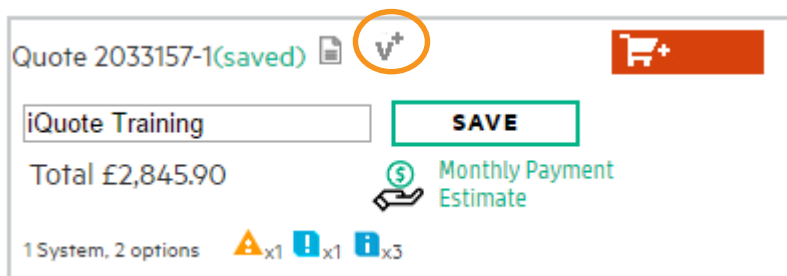 Quote 2033157-1(saved) v+
iQuote Training
SAVE
Total £2,845.90
Monthly Payment
Estimate
1 System, 2 options x1 x1 x3